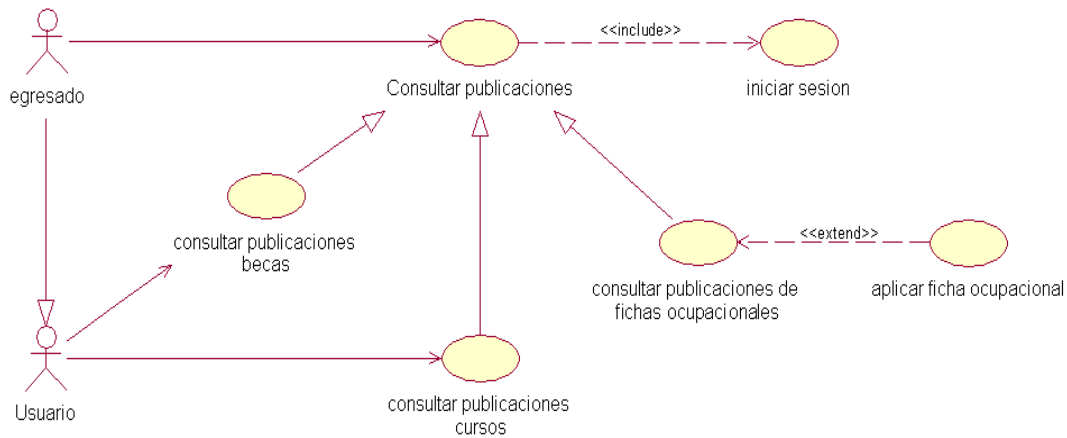 <<include>>
egresado
Consultar publicaciones
iniciar sesion
consultar publicaciones
becas
<<extend>>
consultar publicaciones de
fichas ocupacionales
aplicar ficha ocupacional
Usuario
consultar publicaciones
cursos